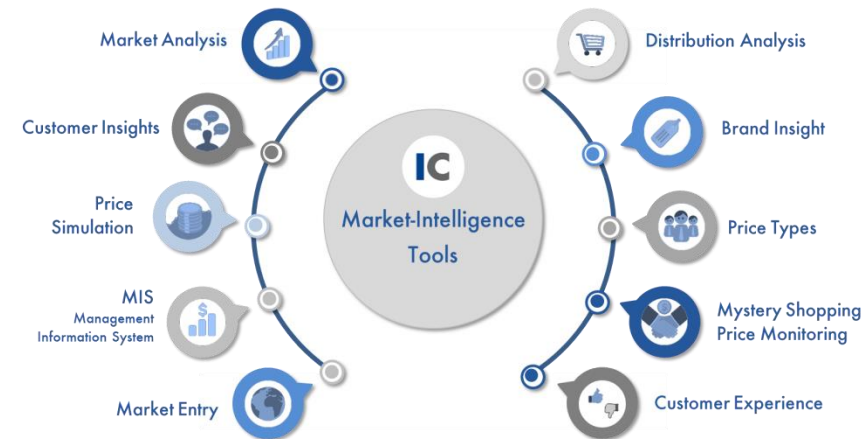 Market Analysis
Customer Insights
Price
Simulation
MIS
Management
Information System
$
Market Entry
IC
Market-Intelligence
Tools
Distribution Analysis
Brand Insight
Price Types
Mystery Shopping
Price Monitoring
Customer Experience